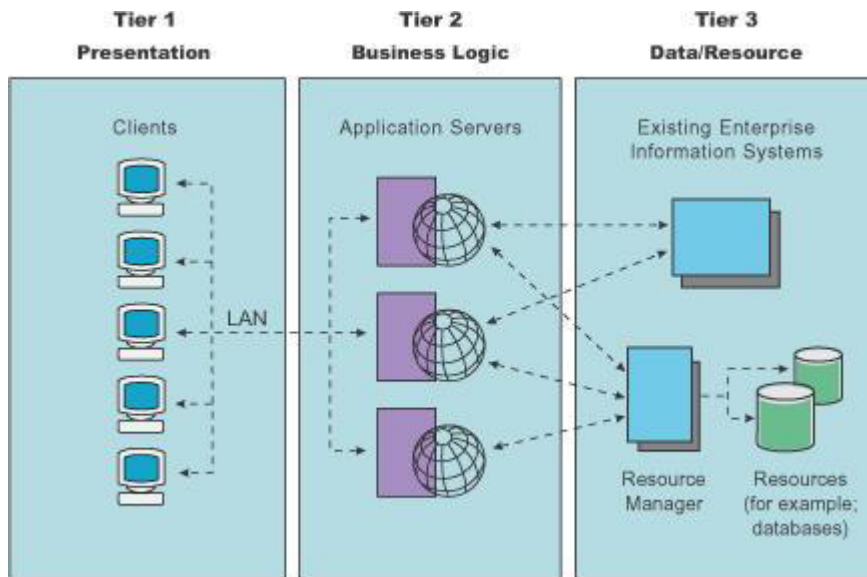 Tier 1
Presentation
Tier 2
Business Logic
Tier 3
Data/Resource
Clients
LAN
Application Servers
Existing Enterprise
Information Systems
Resource
Manager
Resources
(for example;
databases)